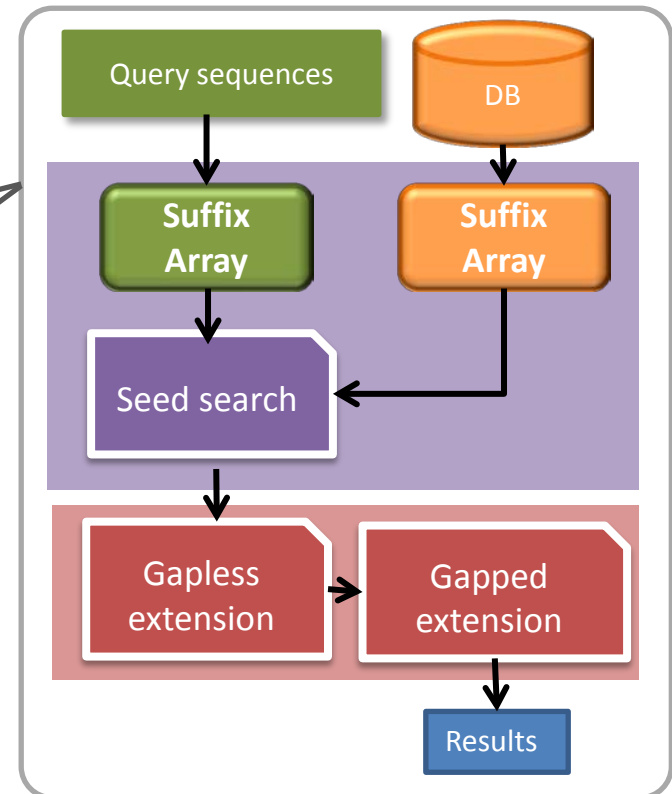 Query sequences
DB
Suffix
Array
Suffix
Array
Seed search
Gapless
extension
Gapped
extension
Results